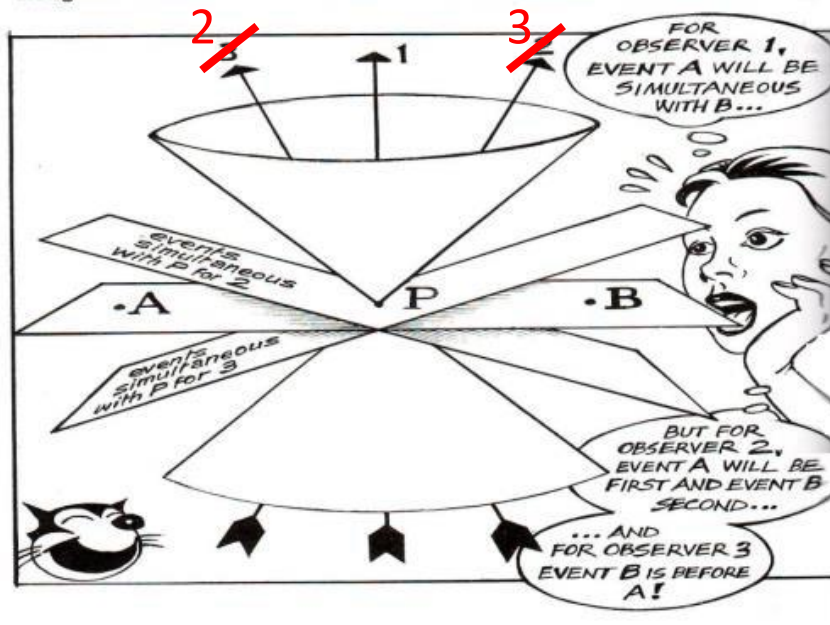 2
3
3
1
2
FOR
OBSERVER 1,
EVENT A WILL BE
SIMULTANEOUS
WITH B...
events
simultaneous
with P for 2
A
P
B
events
simultaneous
with P for 3
BUT FOR
OBSERVER 2,
EVENT A WILL BE
FIRST AND EVENT B
SECOND...
... AND
FOR OBSERVER 3
EVENT B IS BEFORE
A!